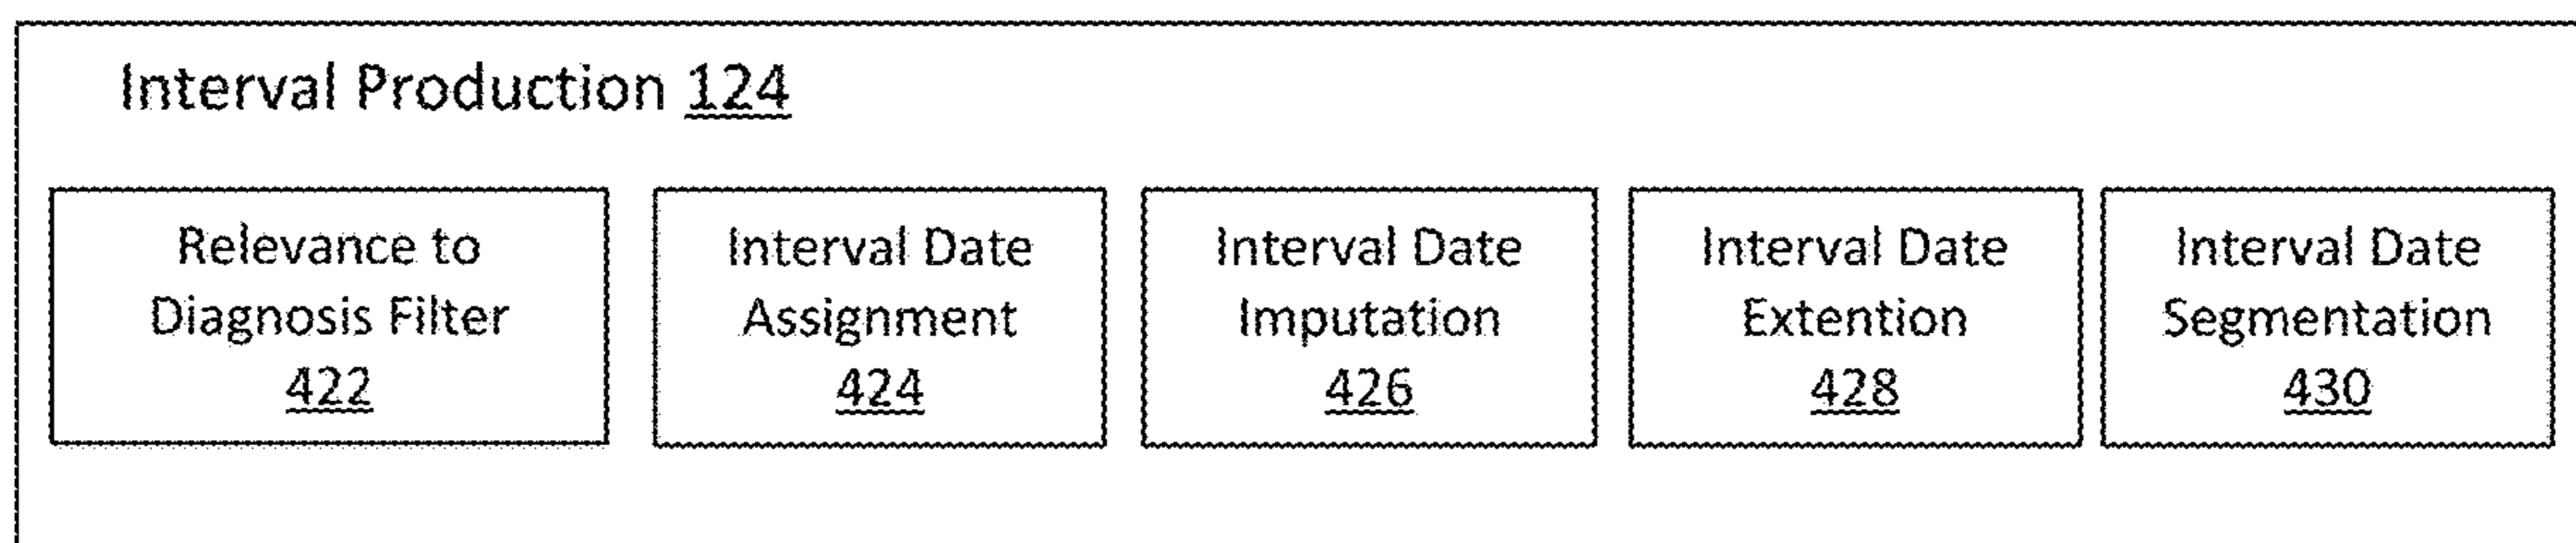 Interval Production 124
Relevance to
Diagnosis Filter
422
Interval Date
Assignment
424
Interval Date
Imputation
426
Interval Date
Extention
428
Interval Date
Segmentation
430